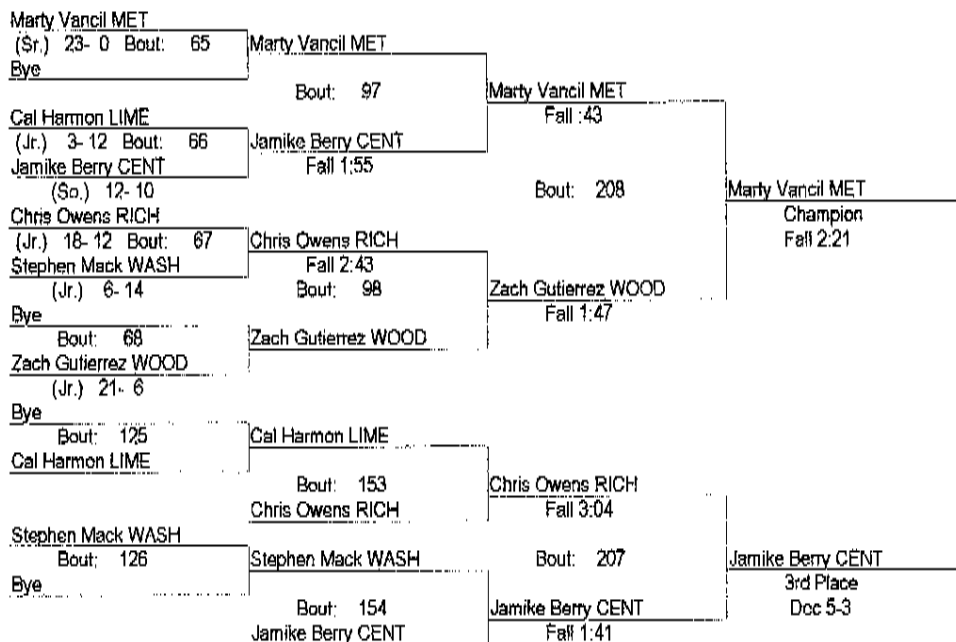 Marty Vancil MET
(Sr.) 23- 0 Bout: 65
Bye
Marty Vancil MET
Bout: 97
Marty Vancil MET
Fall :43
Cal Harmon LIME
(Jr.) 3- 12 Bout: 66
Jamike Berry CENT
(So.) 12- 10
Jamike Berry CENT
Fall 1:55
Bout: 208
Marty Vancil MET
Champion
Fall 2:21
Chris Owens RICH
(Jr.) 18- 12 Bout: 67
Stephen Mack WASH
(Jr.) 6- 14
Chris Owens RICH
Fall 2:43
Bout: 98
Zach Gutierrez WOOD
Fall 1:47
Bye
Bout: 68
Zach Gutierrez WOOD
(Jr.) 21- 6
Zach Gutierrez WOOD
Bye
Bout: 125
Cal Harmon LIME
Cal Harmon LIME
Bout: 153
Chris Owens RICH
Chris Owens RICH
Fall 3:04
Stephen Mack WASH
Bout: 126
Bye
Stephen Mack WASH
Bout: 154
Jamike Berry CENT
Bout: 207
Jamike Berry CENT
Fall 1:41
Jamike Berry CENT
3rd Place
Dec 5-3